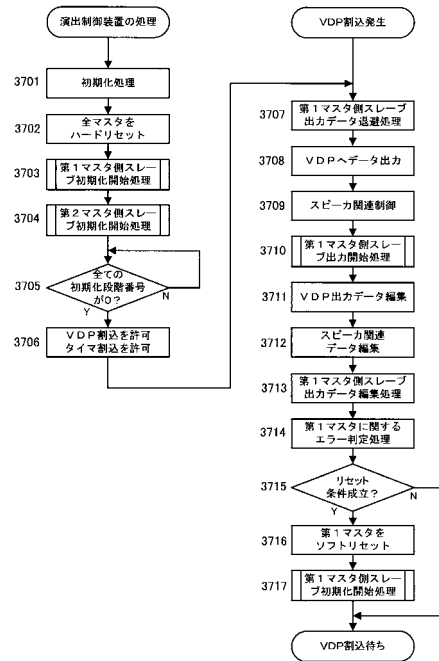 演出制御装置の処理
3701
初期化処理
3702
全マスタを
ハードリセット
3703
第1マスタ側スレー
ブ初期化開始処理
3704
第2マスタ側スレー
ブ初期化開始処理
3705
全ての
初期化段階番号
が0?
N
Y
3706
VDP割込を許可
タイマ割込を許可
VDP割込発生
3707
第1マスタ側スレーブ
出力データ退避処理
3708
VDPへデータ出力
3709
スピーカ関連制御
3710
第1マスタ側スレー
ブ出力開始処理
3711
VDP出力データ編集
3712
スピーカ関連
データ編集
3713
第1マスタ側スレーブ
出力データ編集処理
3714
第1マスタに関する
エラー判定処理
3715
リセット
条件成立?
N
Y
3716
第1マスタを
ソフトリセット
3717
第1マスタ側スレー
ブ初期化開始処理
VDP割込待ち